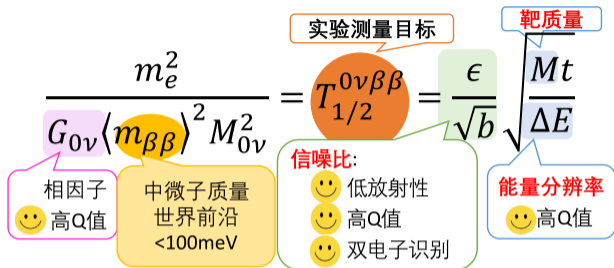 实验测量目标
靶质量
m_e^2 / (G_{0ν}⟨m_{ββ}⟩^2 M_{0ν}^2) = T_{1/2}^{0νββ} = ϵ/√b √(Mt/ΔE)
相因子
高Q值
中微子质量
世界前沿
<100meV
信噪比:
低放射性
高Q值
双电子识别
能量分辨率
高Q值